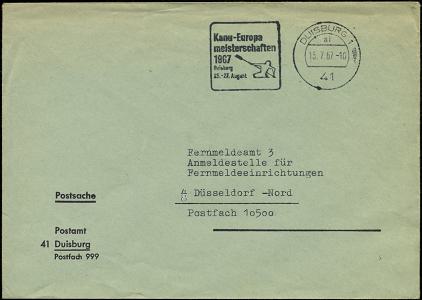 Kanu-Europa
meisterschaften
1967
Duisburg
25.-27. August
DUISBURG 1
al
15.7.67-10
41
Fernmeldeamt 3
Anmeldestelle für
Fernmeldeeinrichtungen
Postsache
4 Düsseldorf -Nord
Postfach 10500
Postamt
41 Duisburg
Postfach 999